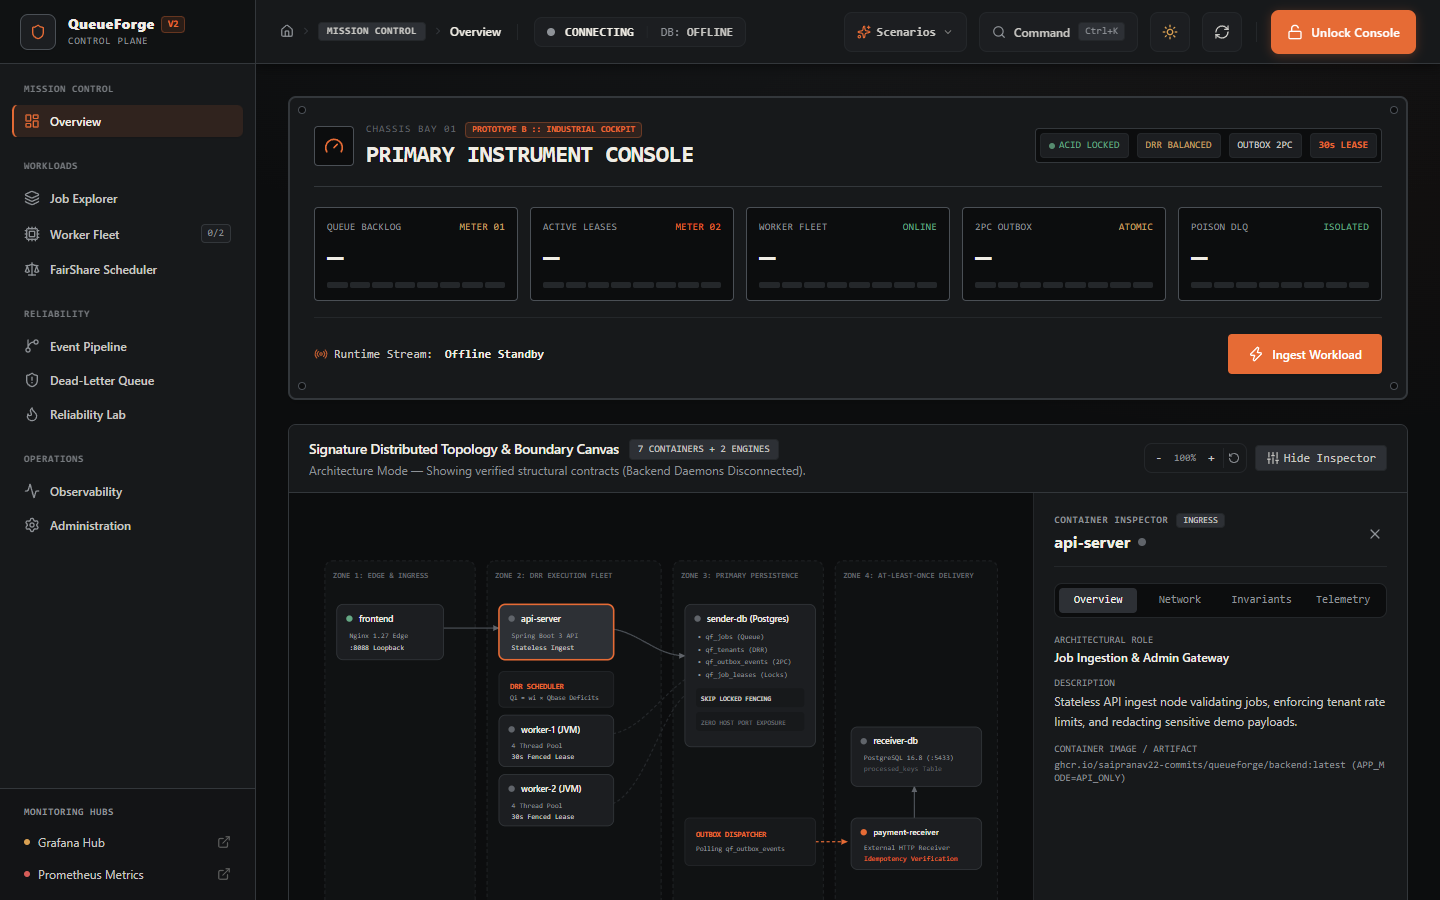 QueueForge V2
CONTROL PLANE
MISSION CONTROL
Overview
WORKLOADS
Job Explorer
Worker Fleet 0/2
FairShare Scheduler
RELIABILITY
Event Pipeline
Dead-Letter Queue
Reliability Lab
OPERATIONS
Observability
Administration
MONITORING HUBS
Grafana Hub
Prometheus Metrics
MISSION CONTROL Overview CONNECTING DB: OFFLINE Scenarios Command Ctrl+K Unlock Console
CHASSIS BAY 01 PROTOTYPE B :: INDUSTRIAL COCKPIT
PRIMARY INSTRUMENT CONSOLE
ACID LOCKED DRR BALANCED OUTBOX 2PC 30s LEASE
QUEUE BACKLOG METER 01
—
ACTIVE LEASES METER 02
—
WORKER FLEET ONLINE
—
2PC OUTBOX ATOMIC
—
POISON DLQ ISOLATED
—
Runtime Stream: Offline Standby
Ingest Workload
Signature Distributed Topology & Boundary Canvas 7 CONTAINERS + 2 ENGINES
Architecture Mode — Showing verified structural contracts (Backend Daemons Disconnected).
- 100% + Hide Inspector
ZONE 1: EDGE & INGRESS
frontend
Nginx 1.27 Edge
:8088 Loopback
ZONE 2: DRR EXECUTION FLEET
api-server
Spring Boot 3 API
Stateless Ingest
DRR SCHEDULER
Qi = wi × Qbase Deficits
worker-1 (JVM)
4 Thread Pool
30s Fenced Lease
worker-2 (JVM)
4 Thread Pool
30s Fenced Lease
ZONE 3: PRIMARY PERSISTENCE
sender-db (Postgres)
• qf_jobs (Queue)
• qf_tenants (DRR)
• qf_outbox_events (2PC)
• qf_job_leases (Locks)
SKIP LOCKED FENCING
ZERO HOST PORT EXPOSURE
OUTBOX DISPATCHER
Polling qf_outbox_events
ZONE 4: AT-LEAST-ONCE DELIVERY
receiver-db
PostgreSQL 16.8 (:5433)
processed_keys Table
payment-receiver
External HTTP Receiver
Idempotency Verification
CONTAINER INSPECTOR INGRESS
api-server
Overview Network Invariants Telemetry
ARCHITECTURAL ROLE
Job Ingestion & Admin Gateway
DESCRIPTION
Stateless API ingest node validating jobs, enforcing tenant rate
limits, and redacting sensitive demo payloads.
CONTAINER IMAGE / ARTIFACT
ghcr.io/saipranav22-commits/queueforge/backend:latest (APP_M
ODE=API_ONLY)